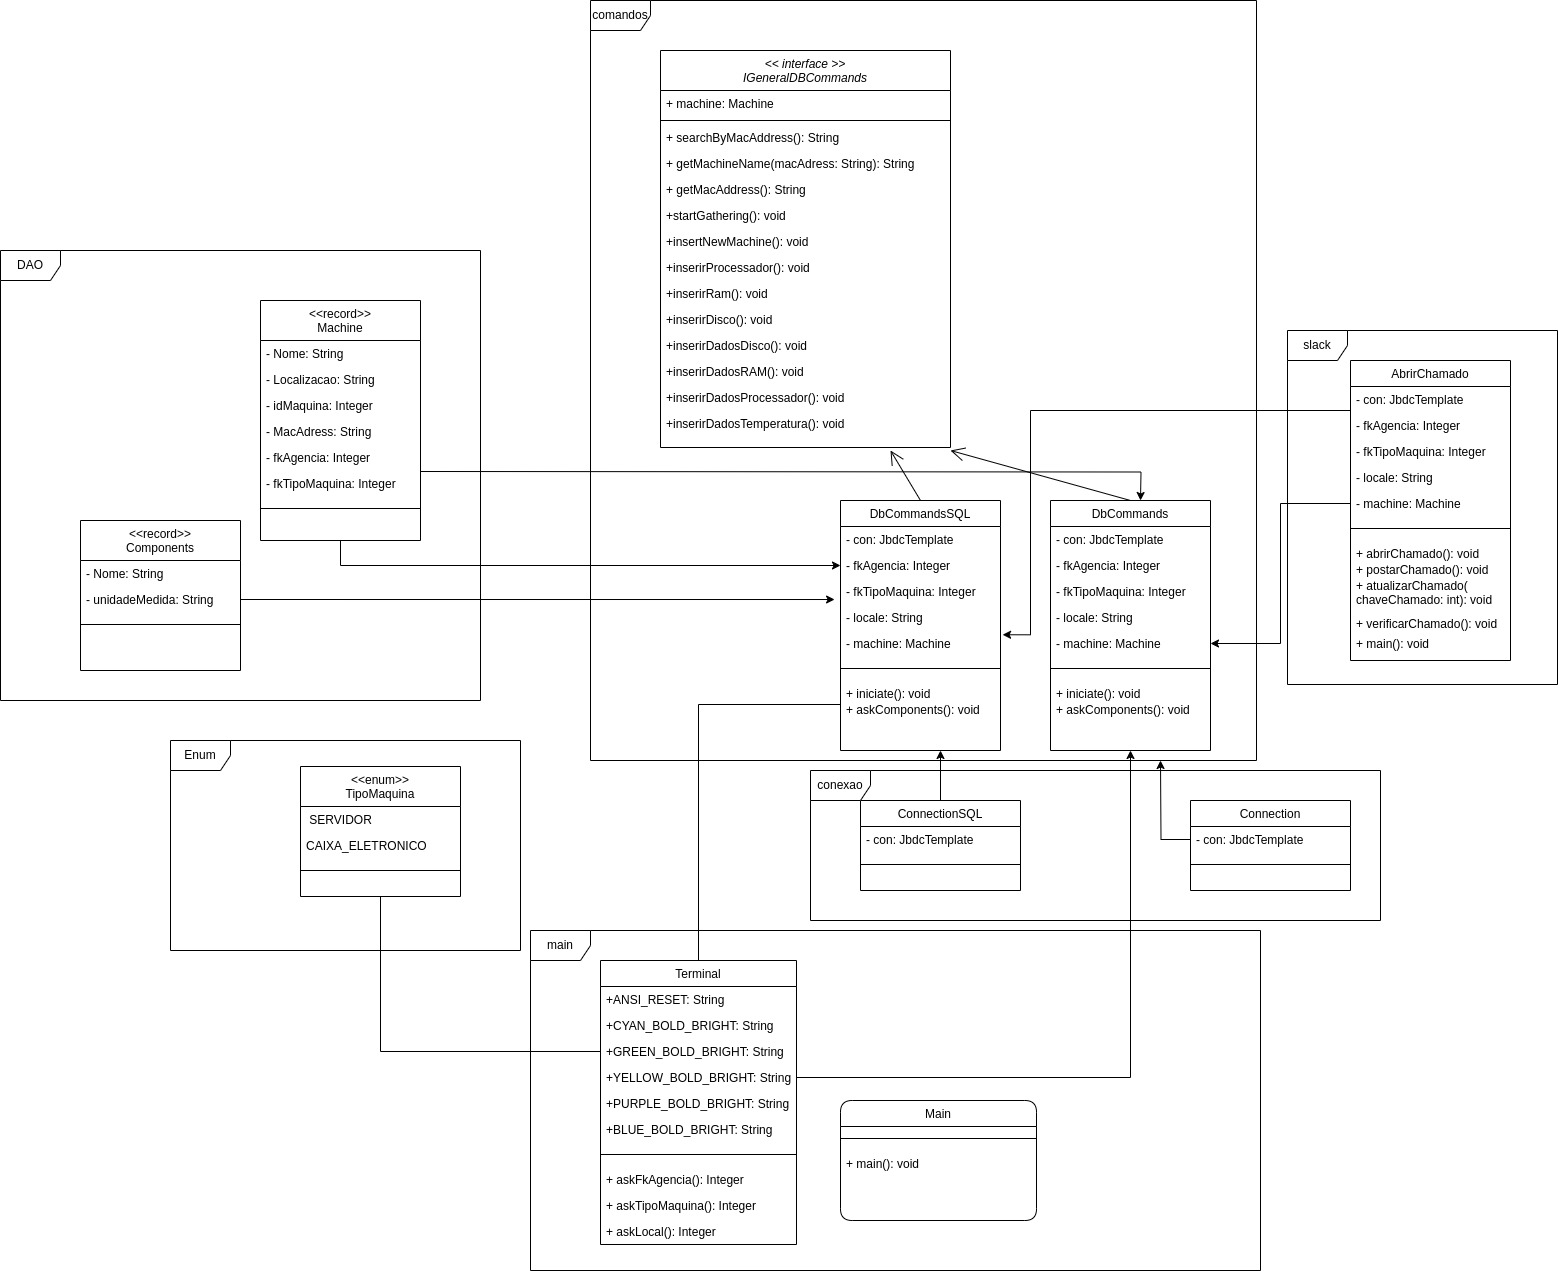 comandos
<< interface >>
IGeneralDBCommands
+ machine: Machine
+ searchByMacAddress(): String
+ getMachineName(macAdress: String): String
+ getMacAddress(): String
+startGathering(): void
+insertNewMachine(): void
+inserirProcessador(): void
+inserirRam(): void
+inserirDisco(): void
+inserirDadosDisco(): void
+inserirDadosRAM(): void
+inserirDadosProcessador(): void
+inserirDadosTemperatura(): void
DAO
<<record>>
Machine
- Nome: String
- Localizacao: String
- idMaquina: Integer
- MacAdress: String
- fkAgencia: Integer
- fkTipoMaquina: Integer
<<record>>
Components
- Nome: String
- unidadeMedida: String
DbCommandsSQL
- con: JbdcTemplate
- fkAgencia: Integer
- fkTipoMaquina: Integer
- locale: String
- machine: Machine
+ iniciate(): void
+ askComponents(): void
DbCommands
- con: JbdcTemplate
- fkAgencia: Integer
- fkTipoMaquina: Integer
- locale: String
- machine: Machine
+ iniciate(): void
+ askComponents(): void
slack
AbrirChamado
- con: JbdcTemplate
- fkAgencia: Integer
- fkTipoMaquina: Integer
- locale: String
- machine: Machine
+ abrirChamado(): void
+ postarChamado(): void
+ atualizarChamado(
chaveChamado: int): void
+ verificarChamado(): void
+ main(): void
Enum
<<enum>>
TipoMaquina
SERVIDOR
CAIXA_ELETRONICO
conexao
ConnectionSQL
- con: JbdcTemplate
Connection
- con: JbdcTemplate
main
Terminal
+ANSI_RESET: String
+CYAN_BOLD_BRIGHT: String
+GREEN_BOLD_BRIGHT: String
+YELLOW_BOLD_BRIGHT: String
+PURPLE_BOLD_BRIGHT: String
+BLUE_BOLD_BRIGHT: String
+ askFkAgencia(): Integer
+ askTipoMaquina(): Integer
+ askLocal(): Integer
Main
+ main(): void